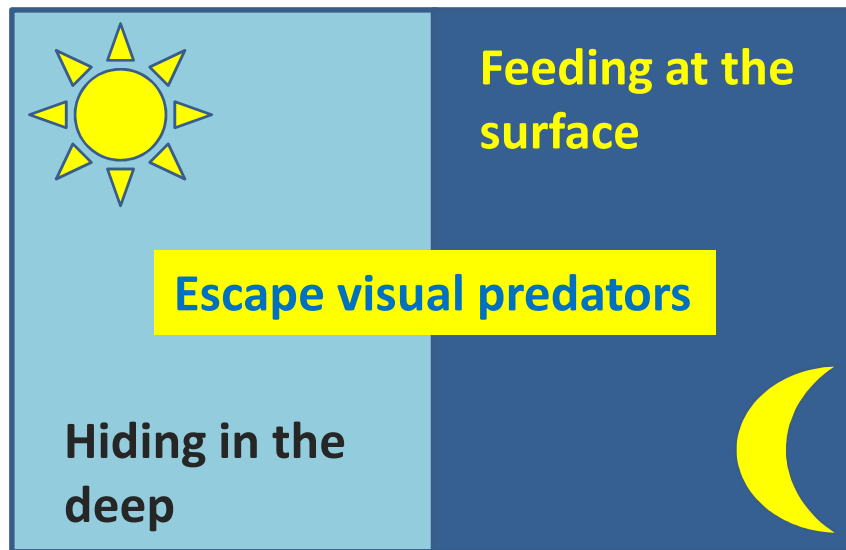 Feeding at the
surface
Escape visual predators
Hiding in the
deep